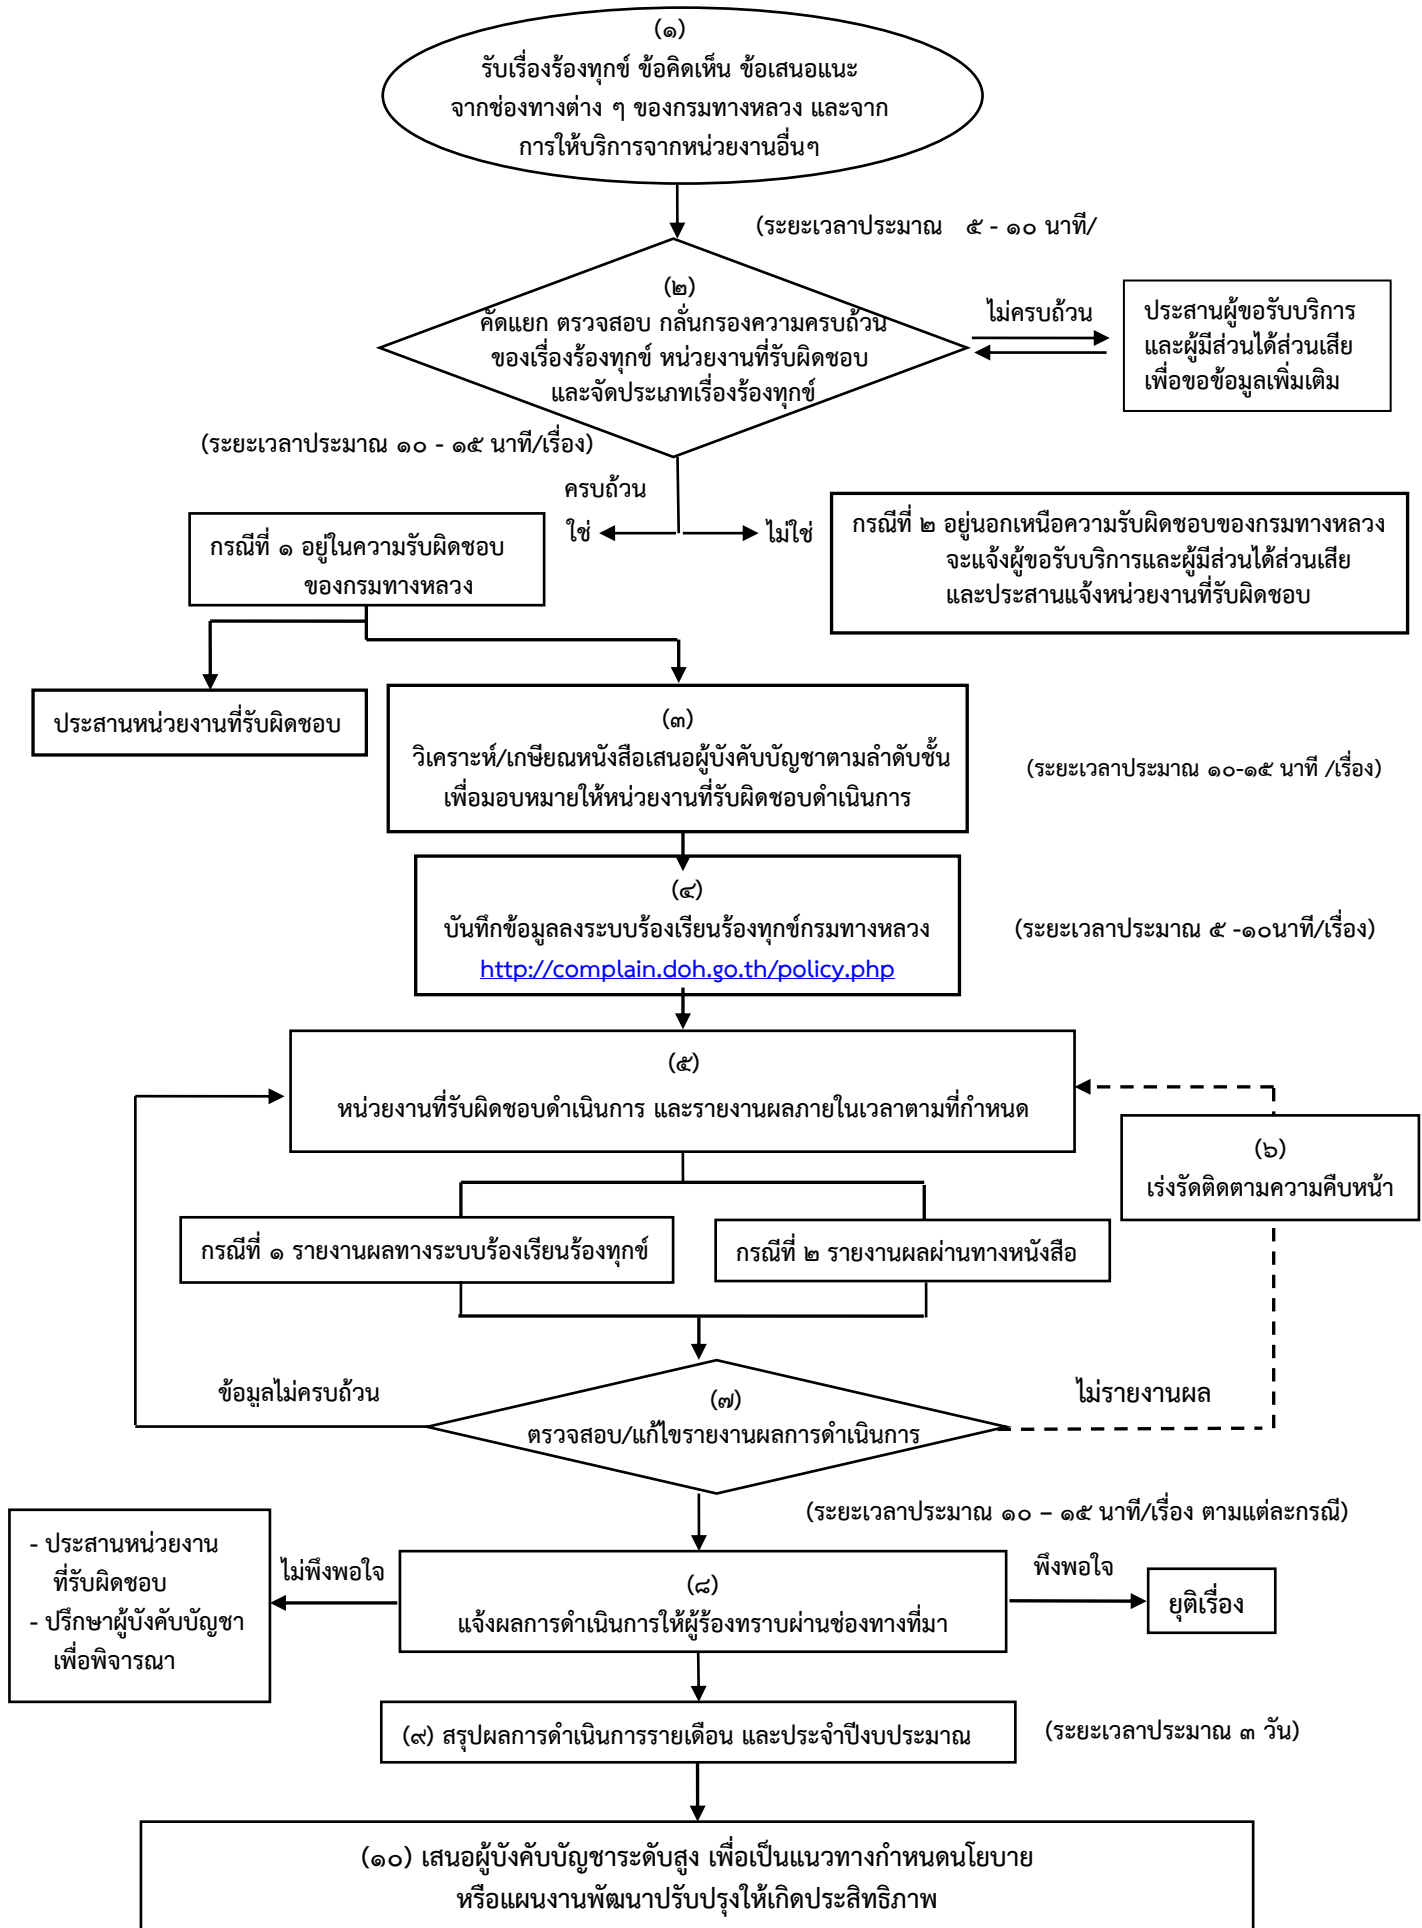 (๑)
รับเรื่องร้องทุกข์ ข้อคิดเห็น ข้อเสนอแนะ
จากช่องทางต่าง ๆ ของกรมทางหลวง และจาก
การให้บริการจากหน่วยงานอื่นๆ
(ระยะเวลาประมาณ ๕ - ๑๐ นาที/
(๒)
คัดแยก ตรวจสอบ กลั่นกรองความครบถ้วน
ของเรื่องร้องทุกข์ หน่วยงานที่รับผิดชอบ
และจัดประเภทเรื่องร้องทุกข์
ไม่ครบถ้วน
ประสานผู้ขอรับบริการ
และผู้มีส่วนได้ส่วนเสีย
เพื่อขอข้อมูลเพิ่มเติม
(ระยะเวลาประมาณ ๑๐ - ๑๕ นาที/เรื่อง)
ครบถ้วน
ใช่
ไม่ใช่
กรณีที่ ๑ อยู่ในความรับผิดชอบ
ของกรมทางหลวง
กรณีที่ ๒ อยู่นอกเหนือความรับผิดชอบของกรมทางหลวง
จะแจ้งผู้ขอรับบริการและผู้มีส่วนได้ส่วนเสีย
และประสานแจ้งหน่วยงานที่รับผิดชอบ
ประสานหน่วยงานที่รับผิดชอบ
(๓)
วิเคราะห์/เกษียณหนังสือเสนอผู้บังคับบัญชาตามลำดับชั้น
เพื่อมอบหมายให้หน่วยงานที่รับผิดชอบดำเนินการ
(ระยะเวลาประมาณ ๑๐-๑๕ นาที /เรื่อง)
(๔)
บันทึกข้อมูลลงระบบร้องเรียนร้องทุกข์กรมทางหลวง
http://complain.doh.go.th/policy.php
(ระยะเวลาประมาณ ๕ -๑๐นาที/เรื่อง)
(๕)
หน่วยงานที่รับผิดชอบดำเนินการ และรายงานผลภายในเวลาตามที่กำหนด
(๖)
เร่งรัดติดตามความคืบหน้า
กรณีที่ ๑ รายงานผลทางระบบร้องเรียนร้องทุกข์
กรณีที่ ๒ รายงานผลผ่านทางหนังสือ
ข้อมูลไม่ครบถ้วน
(๗)
ตรวจสอบ/แก้ไขรายงานผลการดำเนินการ
ไม่รายงานผล
(ระยะเวลาประมาณ ๑๐ – ๑๕ นาที/เรื่อง ตามแต่ละกรณี)
- ประสานหน่วยงาน
ที่รับผิดชอบ
- ปรึกษาผู้บังคับบัญชา
เพื่อพิจารณา
ไม่พึงพอใจ
(๘)
แจ้งผลการดำเนินการให้ผู้ร้องทราบผ่านช่องทางที่มา
พึงพอใจ
ยุติเรื่อง
(๙) สรุปผลการดำเนินการรายเดือน และประจำปีงบประมาณ
(ระยะเวลาประมาณ ๓ วัน)
(๑๐) เสนอผู้บังคับบัญชาระดับสูง เพื่อเป็นแนวทางกำหนดนโยบาย
หรือแผนงานพัฒนาปรับปรุงให้เกิดประสิทธิภาพ